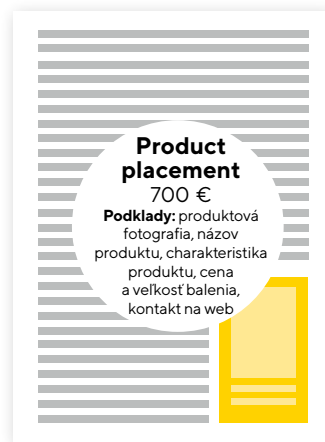 Product
placement
700 €
Podklady: produktová
fotografia, názov
produktu, charakteristika
produktu, cena
a veľkosť balenia,
kontakt na web